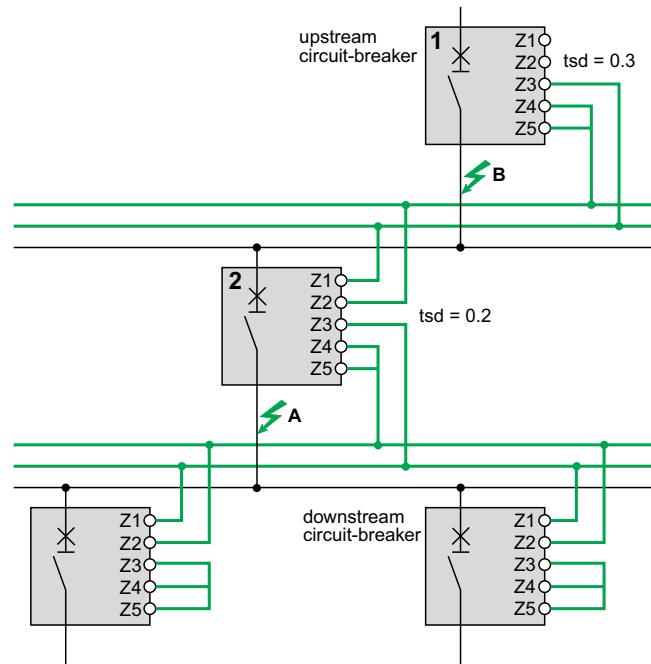 upstream
circuit-breaker
1
Z1
Z2
Z3
Z4
Z5
tsd = 0.3
B
2
Z1
Z2
Z3
Z4
Z5
tsd = 0.2
A
Z1
Z2
Z3
Z4
Z5
downstream
circuit-breaker
Z1
Z2
Z3
Z4
Z5